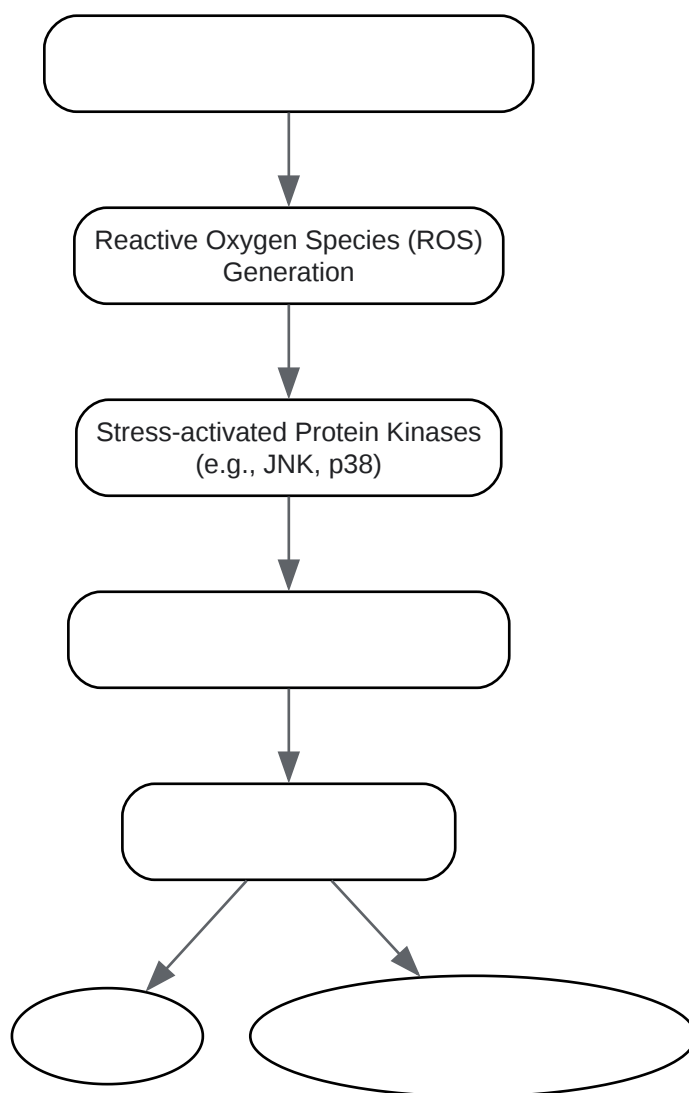 Reactive Oxygen Species (ROS)
Generation
Stress-activated Protein Kinases
(e.g., JNK, p38)